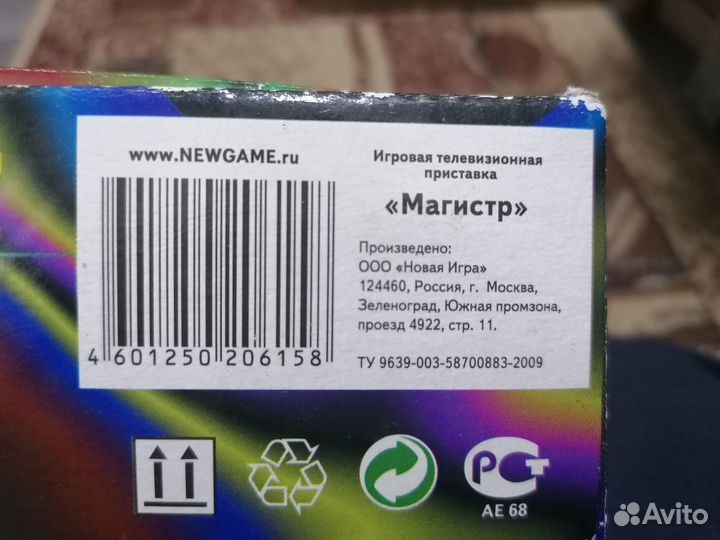 www.NEWGAME.ru
4 601250 206158
Игровая телевизионная
приставка
«Магистр»
Произведено:
ООО «Новая Игра»
124460, Россия, г. Москва,
Зеленоград, Южная промзона,
проезд 4922, стр. 11.
ТУ 9639-003-58700883-2009
РСТ
АЕ 68
Avito